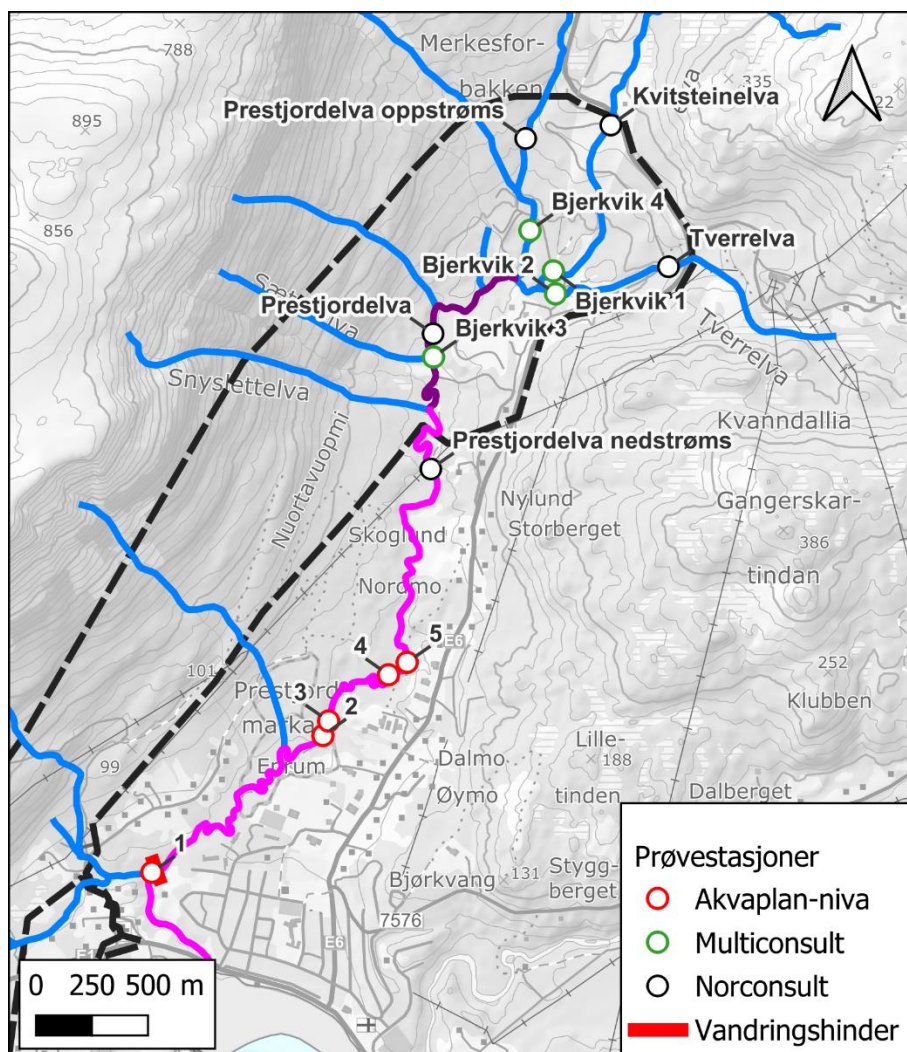 788
Merkesfor-
bakken
335
22
Kvitsteinelva
Prestjordelva oppstrøms
elva
895
856
Bjerkvik 4
Tverrelva
Bjerkvik 2
Bjerkvik 1
Prestjordelva
Bjerkvik 3
Tverrelva
Snyslettelva
Kvanndallia
Nuortavuopmi
Prestjordelva nedstrøms
Nylund
Storberget
Gangerskar-
386
tindan
Skoglund
Nordmo
5
E6
4
101
252
Klubben
3
Prestjord
marka
2
99
Enrum
Dalmo
Øymo
Lille-
188
tinden
Dalberget
1
Bjørkvang
131
Stygg-
berget
7576
E6
0 250 500 m
Prøvestasjoner
Akvaplan-niva
Multiconsult
Norconsult
Vandringshinder